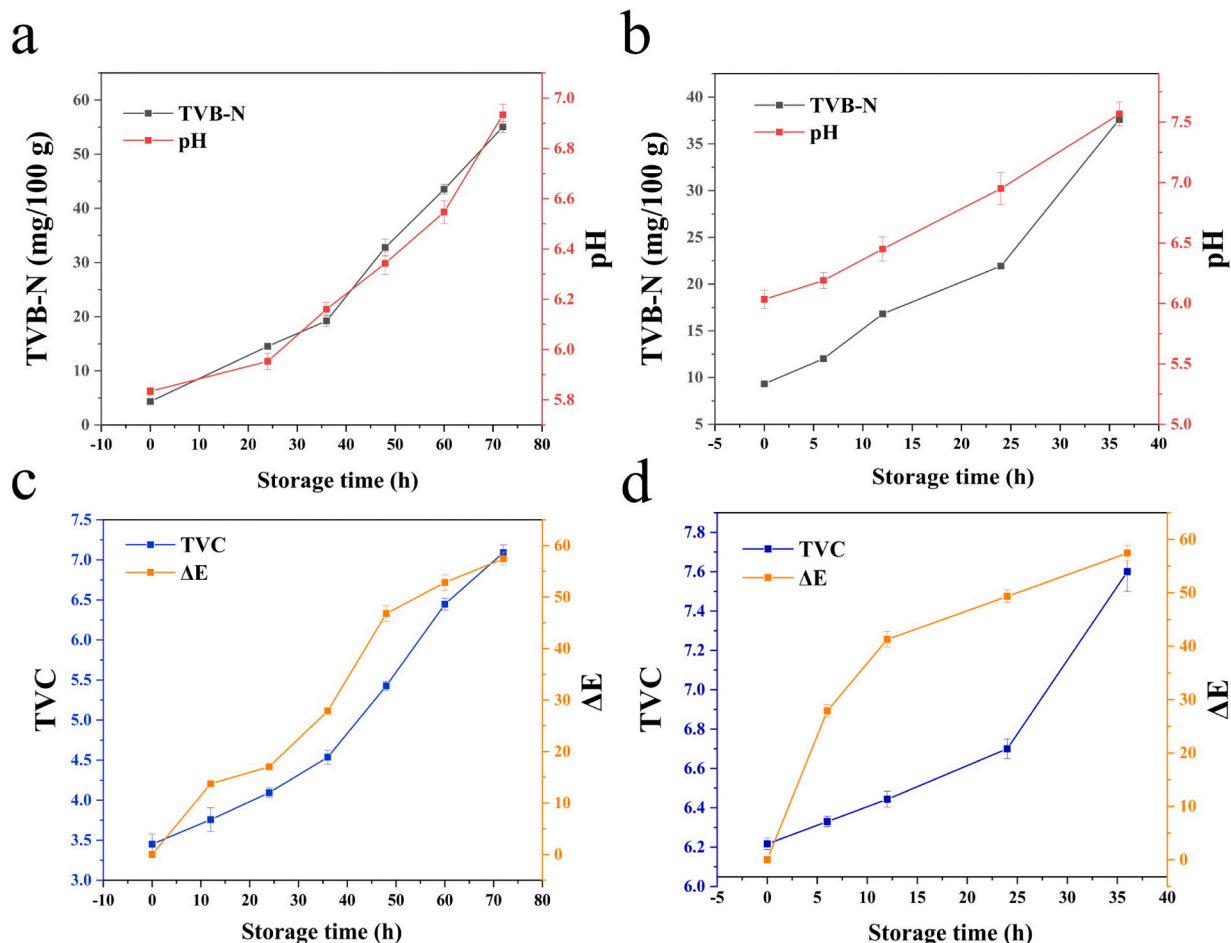 a
TVB-N
pH
TVB-N (mg/100 g)
60
50
40
30
20
10
0
7.0
6.8
6.6
6.4
6.2
6.0
5.8
pH
-10 0 10 20 30 40 50 60 70 80
Storage time (h)
b
TVB-N
pH
TVB-N (mg/100 g)
40
35
30
25
20
15
10
5
7.5
7.0
6.5
6.0
5.5
5.0
pH
-5 0 5 10 15 20 25 30 35 40
Storage time (h)
c
TVC
ΔE
TVC
7.5
7.0
6.5
6.0
5.5
5.0
4.5
4.0
3.5
3.0
60
50
40
30
20
10
0
ΔE
-10 0 10 20 30 40 50 60 70 80
Storage time (h)
d
TVC
ΔE
TVC
7.8
7.6
7.4
7.2
7.0
6.8
6.6
6.4
6.2
6.0
60
50
40
30
20
10
0
ΔE
-5 0 5 10 15 20 25 30 35 40
Storage time (h)